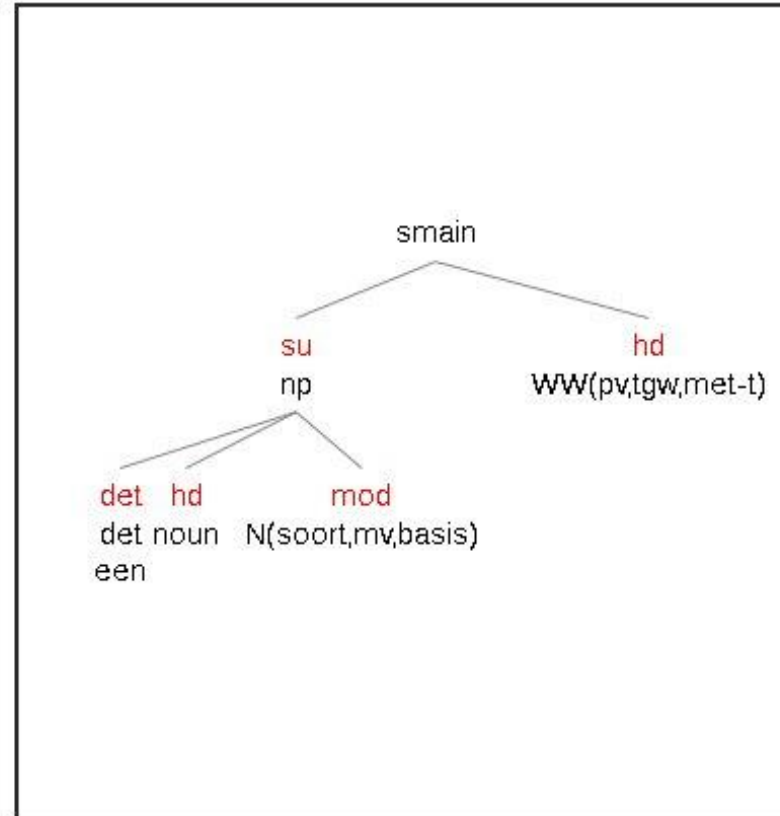 smain
su hd
np WW(pv,tgw,met-t)
det hd mod
det noun N(soort,mv,basis)
een